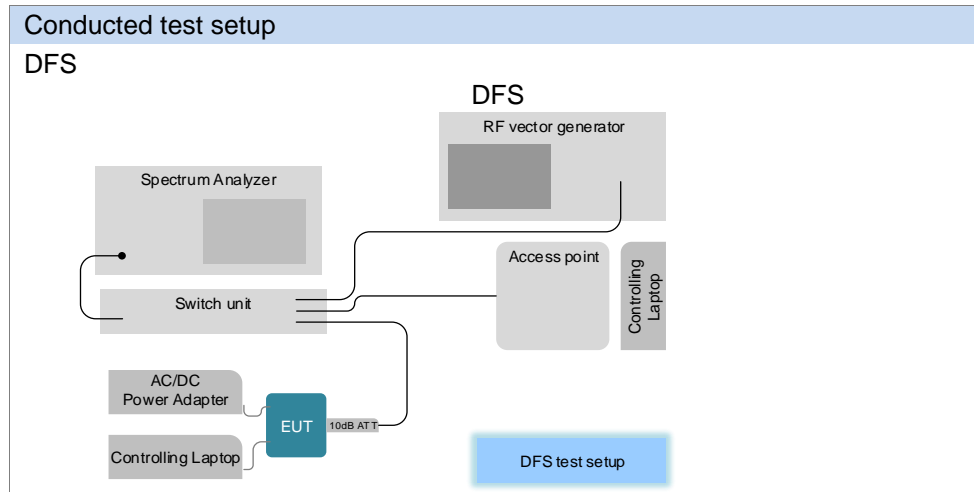 Conducted test setup
DFS
DFS
RF vector generator
Spectrum Analyzer
Access point
Controlling
Laptop
Switch unit
AC/DC
Power Adapter
EUT
10dB ATT
Controlling Laptop
DFS test setup